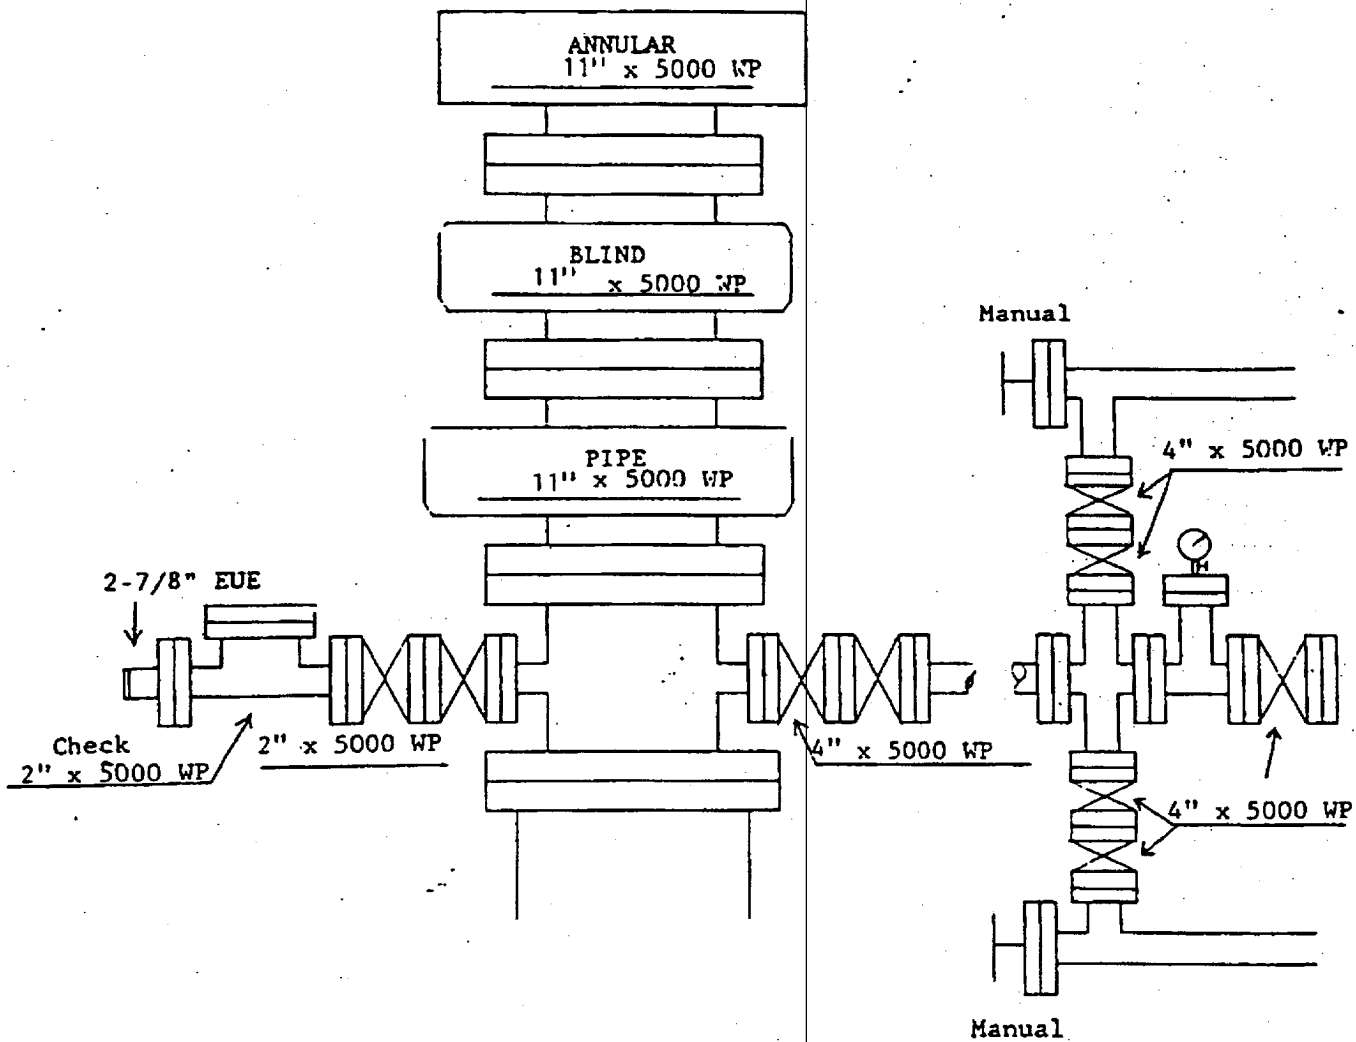 ANNULAR
11" x 5000 WP
BLIND
11" x 5000 WP
PIPE
11" x 5000 WP
Manual
4" x 5000 WP
2-7/8" EUE
Check
2" x 5000 WP
2" x 5000 WP
4" x 5000 WP
4" x 5000 WP
Manual